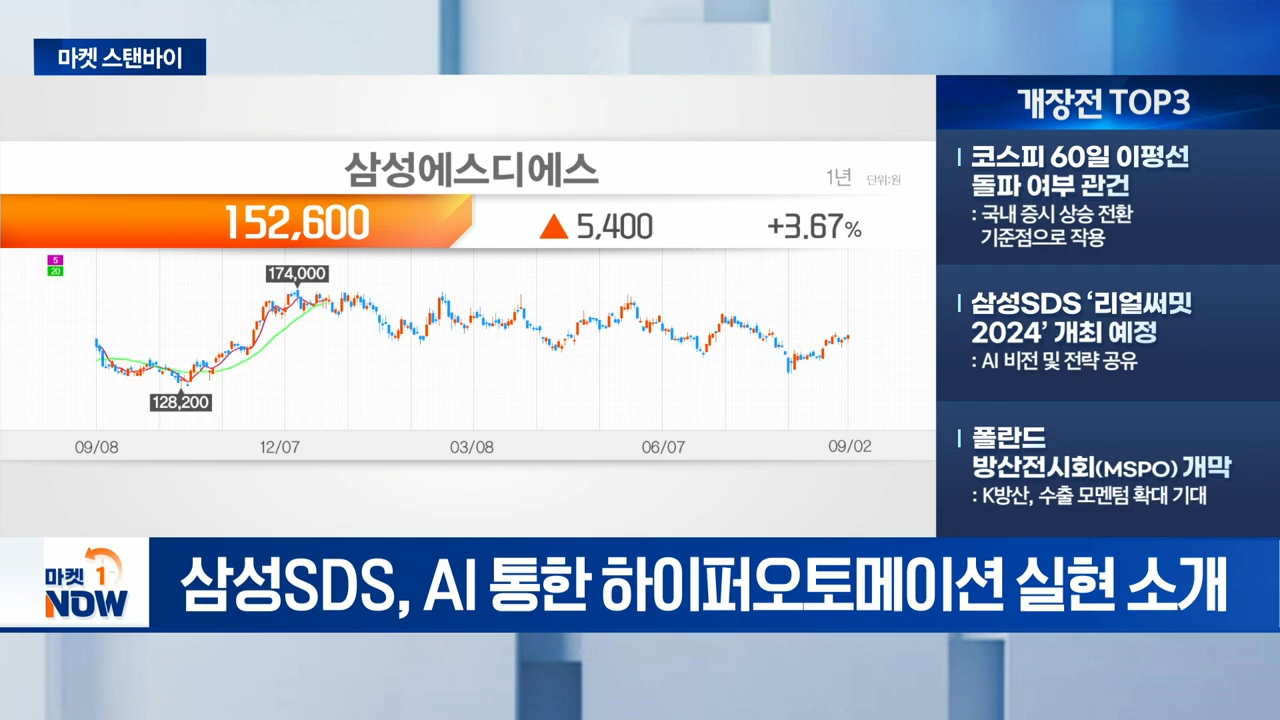 마켓 스탠바이
삼성에스디에스
1년 단위:원
152,600 ▲ 5,400 +3.67%
5
20
174,000
128,200
09/08 12/07 03/08 06/07 09/02
개장전 TOP3
코스피 60일 이평선
돌파 여부 관건
: 국내 증시 상승 전환
기준점으로 작용
삼성SDS ‘리얼써밋
2024’ 개최 예정
: AI 비전 및 전략 공유
폴란드
방산전시회(MSPO) 개막
: K방산, 수출 모멘텀 확대 기대
마켓 1
NOW
삼성SDS, AI 통한 하이퍼오토메이션 실현 소개